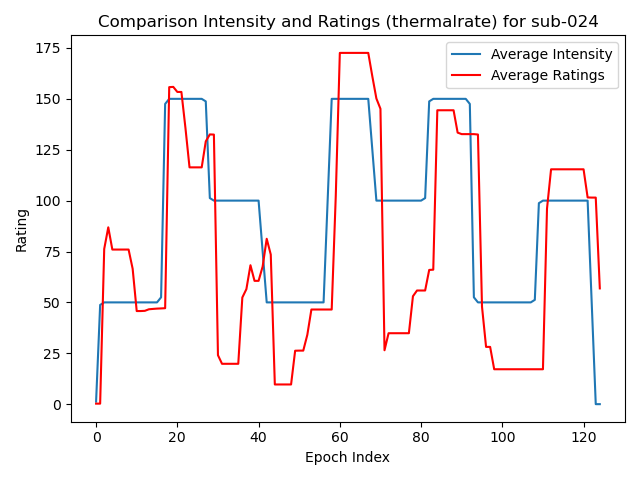 Comparison Intensity and Ratings (thermalrate) for sub-024
Average Intensity
Average Ratings
Rating
175
150
125
100
75
50
25
0
0 20 40 60 80 100 120
Epoch Index